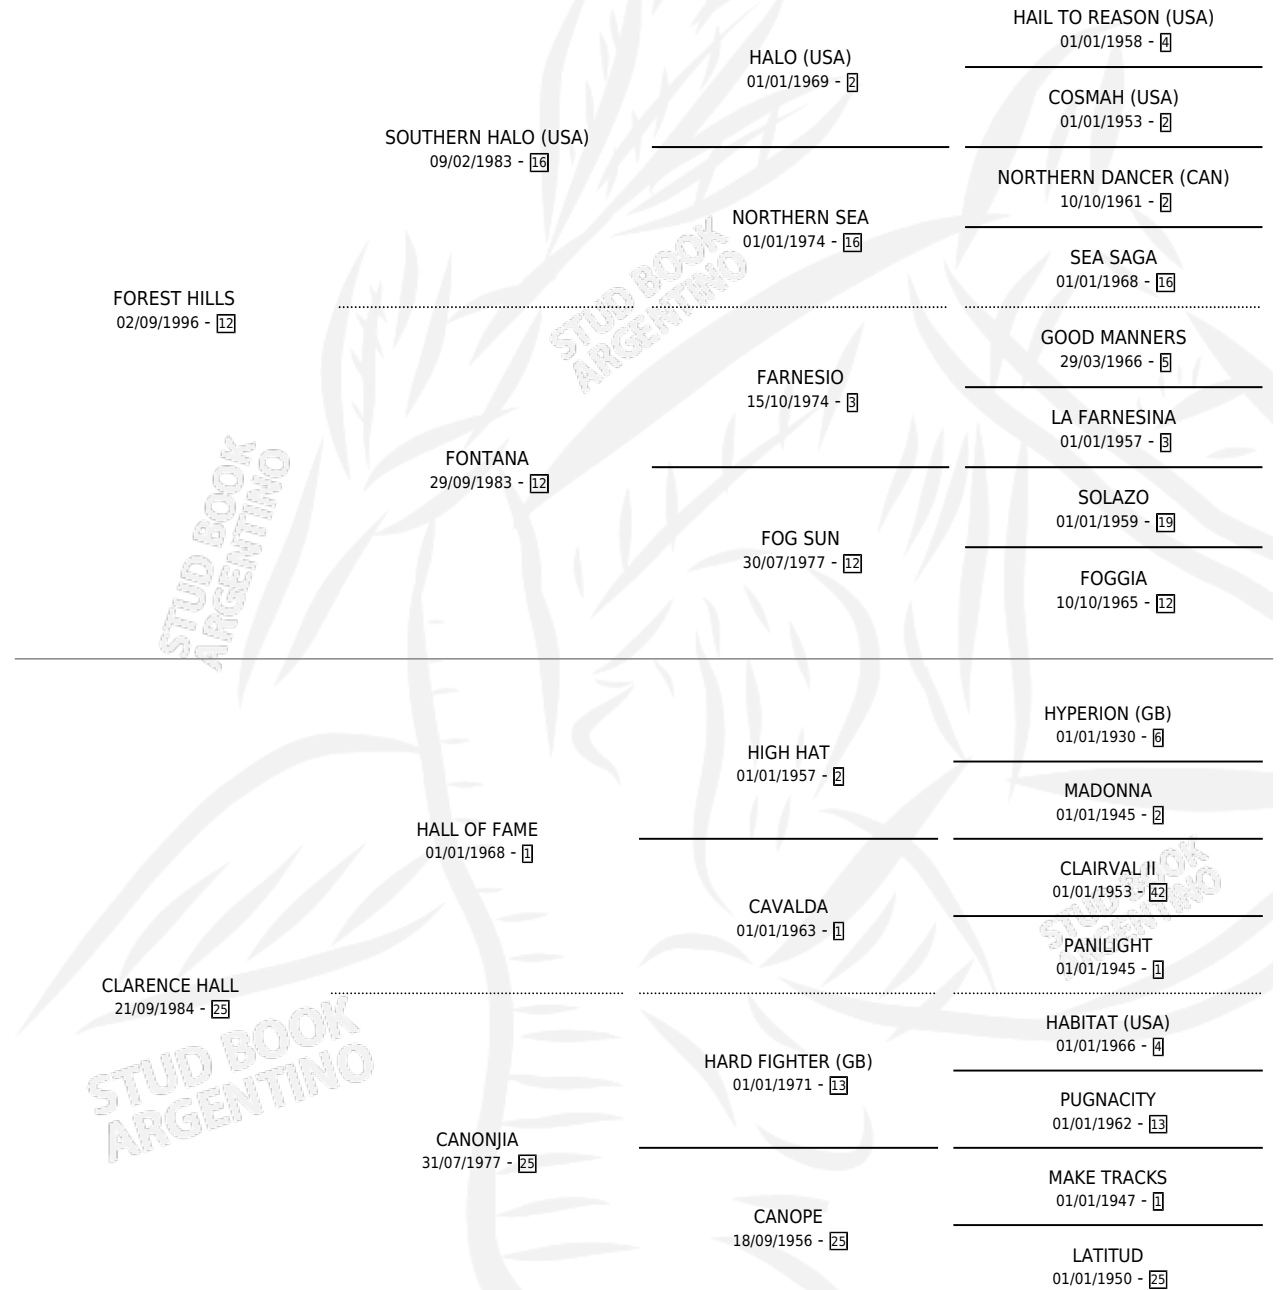 HAIL TO REASON (USA)
01/01/1958 - 4
HALO (USA)
01/01/1969 - 2
COSMAH (USA)
01/01/1953 - 2
SOUTHERN HALO (USA)
09/02/1983 - 16
NORTHERN DANCER (CAN)
10/10/1961 - 2
NORTHERN SEA
01/01/1974 - 16
SEA SAGA
01/01/1968 - 16
FOREST HILLS
02/09/1996 - 12
STUD BOOK
ARGENTINO
GOOD MANNERS
29/03/1966 - 5
FARNESIO
15/10/1974 - 3
LA FARNESINA
01/01/1957 - 3
FONTANA
29/09/1983 - 12
SOLAZO
01/01/1959 - 19
FOG SUN
30/07/1977 - 12
FOGGIA
10/10/1965 - 12
STUD BOOK
ARGENTINO
HYPERION (GB)
01/01/1930 - 6
HIGH HAT
01/01/1957 - 2
MADONNA
01/01/1945 - 2
HALL OF FAME
01/01/1968 - 1
CLAIRVAL II
01/01/1953 - 42
STUD BOOK
ARGENTINO
CAVALDA
01/01/1963 - 1
PANILIGHT
01/01/1945 - 1
CLARENCE HALL
21/09/1984 - 25
STUD BOOK
ARGENTINO
HABITAT (USA)
01/01/1966 - 4
HARD FIGHTER (GB)
01/01/1971 - 13
PUGNACITY
01/01/1962 - 13
CANONJIA
31/07/1977 - 25
MAKE TRACKS
01/01/1947 - 1
CANOPE
18/09/1956 - 25
LATITUD
01/01/1950 - 25